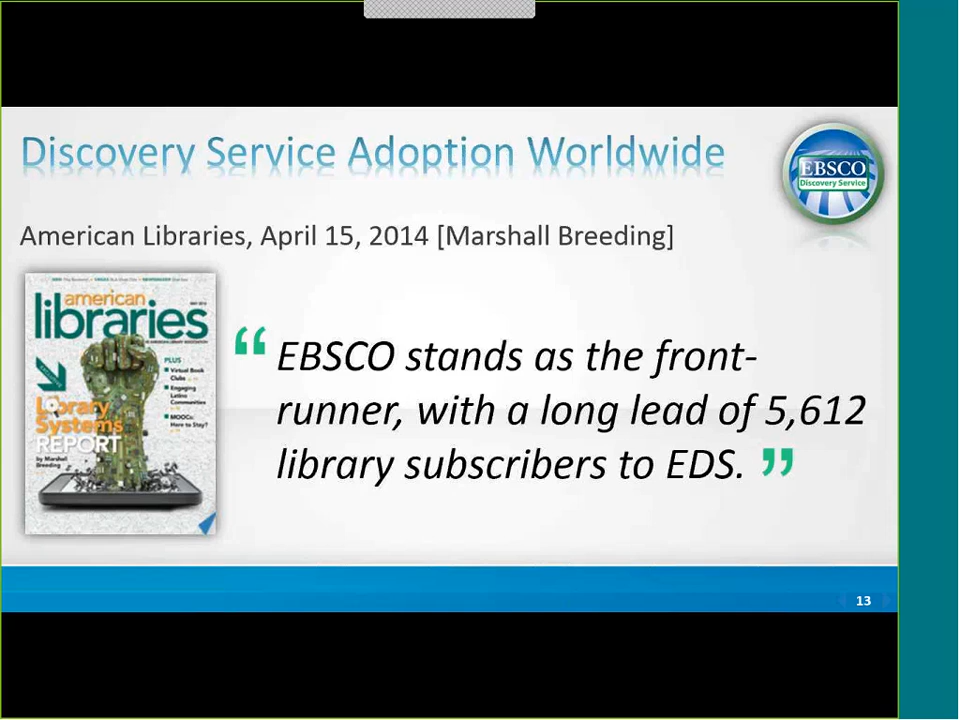 Discovery Service Adoption Worldwide
EBSCO
Discovery Service
American Libraries, April 15, 2014 [Marshall Breeding]
american
libraries
PLUS
Virtual Book
Clubs
Engaging
Latino
Communities
MOOCs:
Here to Stay?
Library
Systems
REPORT
by Marshall
Breeding
“ EBSCO stands as the front-
runner, with a long lead of 5,612
library subscribers to EDS. ”
13